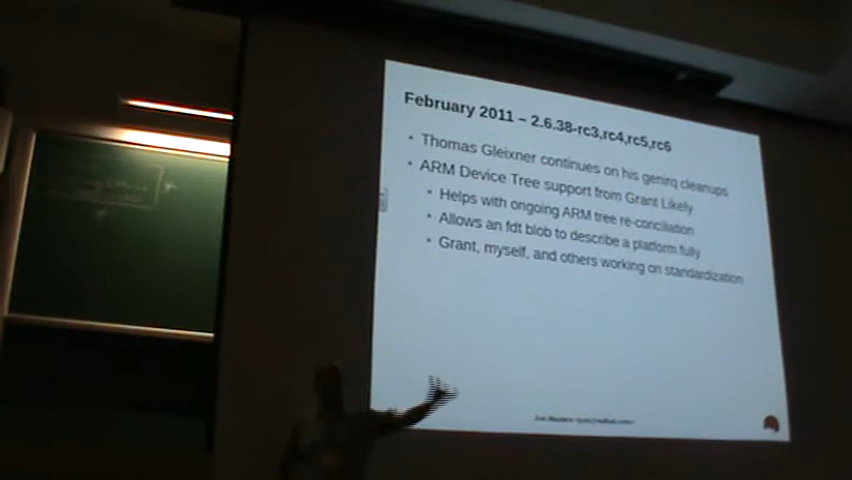 February 2011 – 2.6.38-rc3,rc4,rc5,rc6
• Thomas Gleixner continues on his genirq cleanups
• ARM Device Tree support from Grant Likely
• Helps with ongoing ARM tree re-conciliation
• Allows an fdt blob to describe a platform fully
• Grant, myself, and others working on standardization